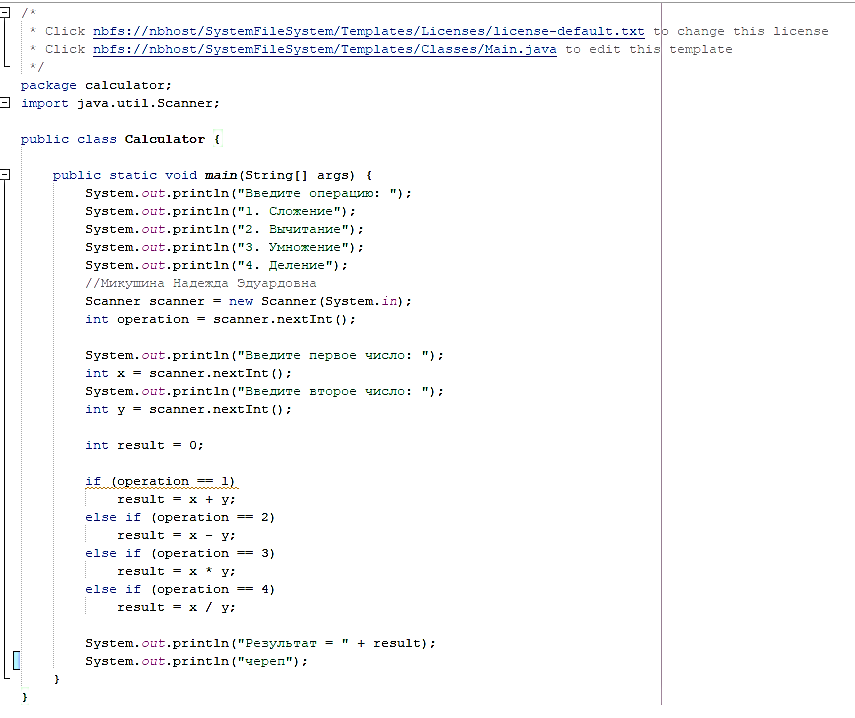 /*
 * Click nbfs://nbhost/SystemFileSystem/Templates/Licenses/license-default.txt to change this license
 * Click nbfs://nbhost/SystemFileSystem/Templates/Classes/Main.java to edit this template
 */
package calculator;
import java.util.Scanner;
public class Calculator {
    public static void main(String[] args) {
        System.out.println("Введите операцию: ");
        System.out.println("1. Сложение");
        System.out.println("2. Вычитание");
        System.out.println("3. Умножение");
        System.out.println("4. Деление");
        //Микушина Надежда Эдуардовна
        Scanner scanner = new Scanner(System.in);
        int operation = scanner.nextInt();
        System.out.println("Введите первое число: ");
        int x = scanner.nextInt();
        System.out.println("Введите второе число: ");
        int y = scanner.nextInt();
        int result = 0;
        if (operation == 1)
            result = x + y;
        else if (operation == 2)
            result = x - y;
        else if (operation == 3)
            result = x * y;
        else if (operation == 4)
            result = x / y;
        System.out.println("Результат = " + result);
        System.out.println("череп");
    }
}